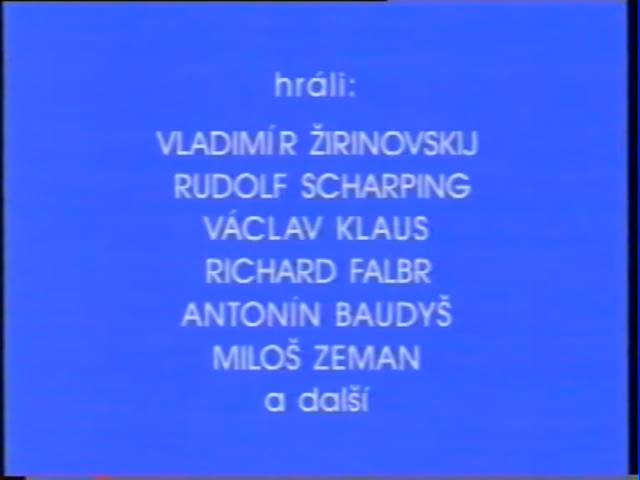 hráli:
VLADIMÍR ŽIRINOVSKIJ
RUDOLF SCHARPING
VÁCLAV KLAUS
RICHARD FALBR
ANTONÍN BAUDYŠ
MILOŠ ZEMAN
a další